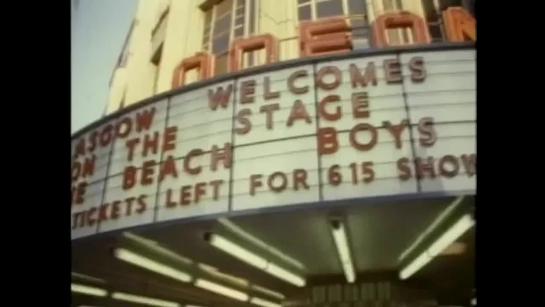 ODEON
ASGOW WELCOMES
ON THE STAGE
E BEACH BOYS
TICKETS LEFT FOR 615 SHOW